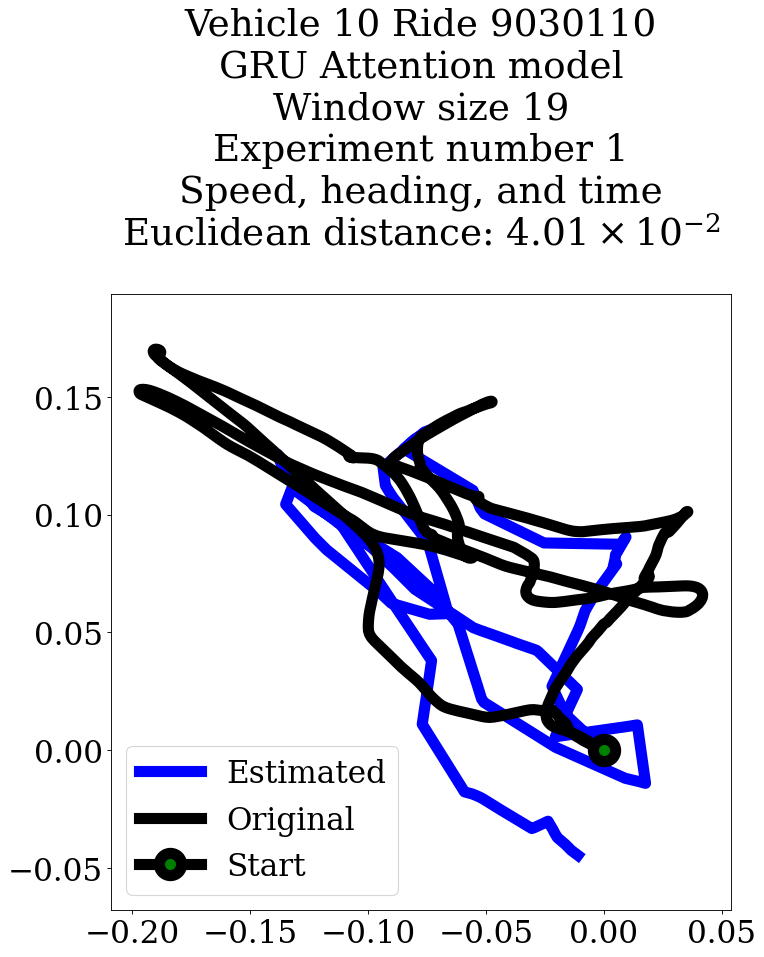 Vehicle 10 Ride 9030110
GRU Attention model
Window size 19
Experiment number 1
Speed, heading, and time
Euclidean distance: 4.01 × 10⁻²
0.15
0.10
0.05
0.00
−0.05
Estimated
Original
Start
−0.20 −0.15 −0.10 −0.05 0.00 0.05